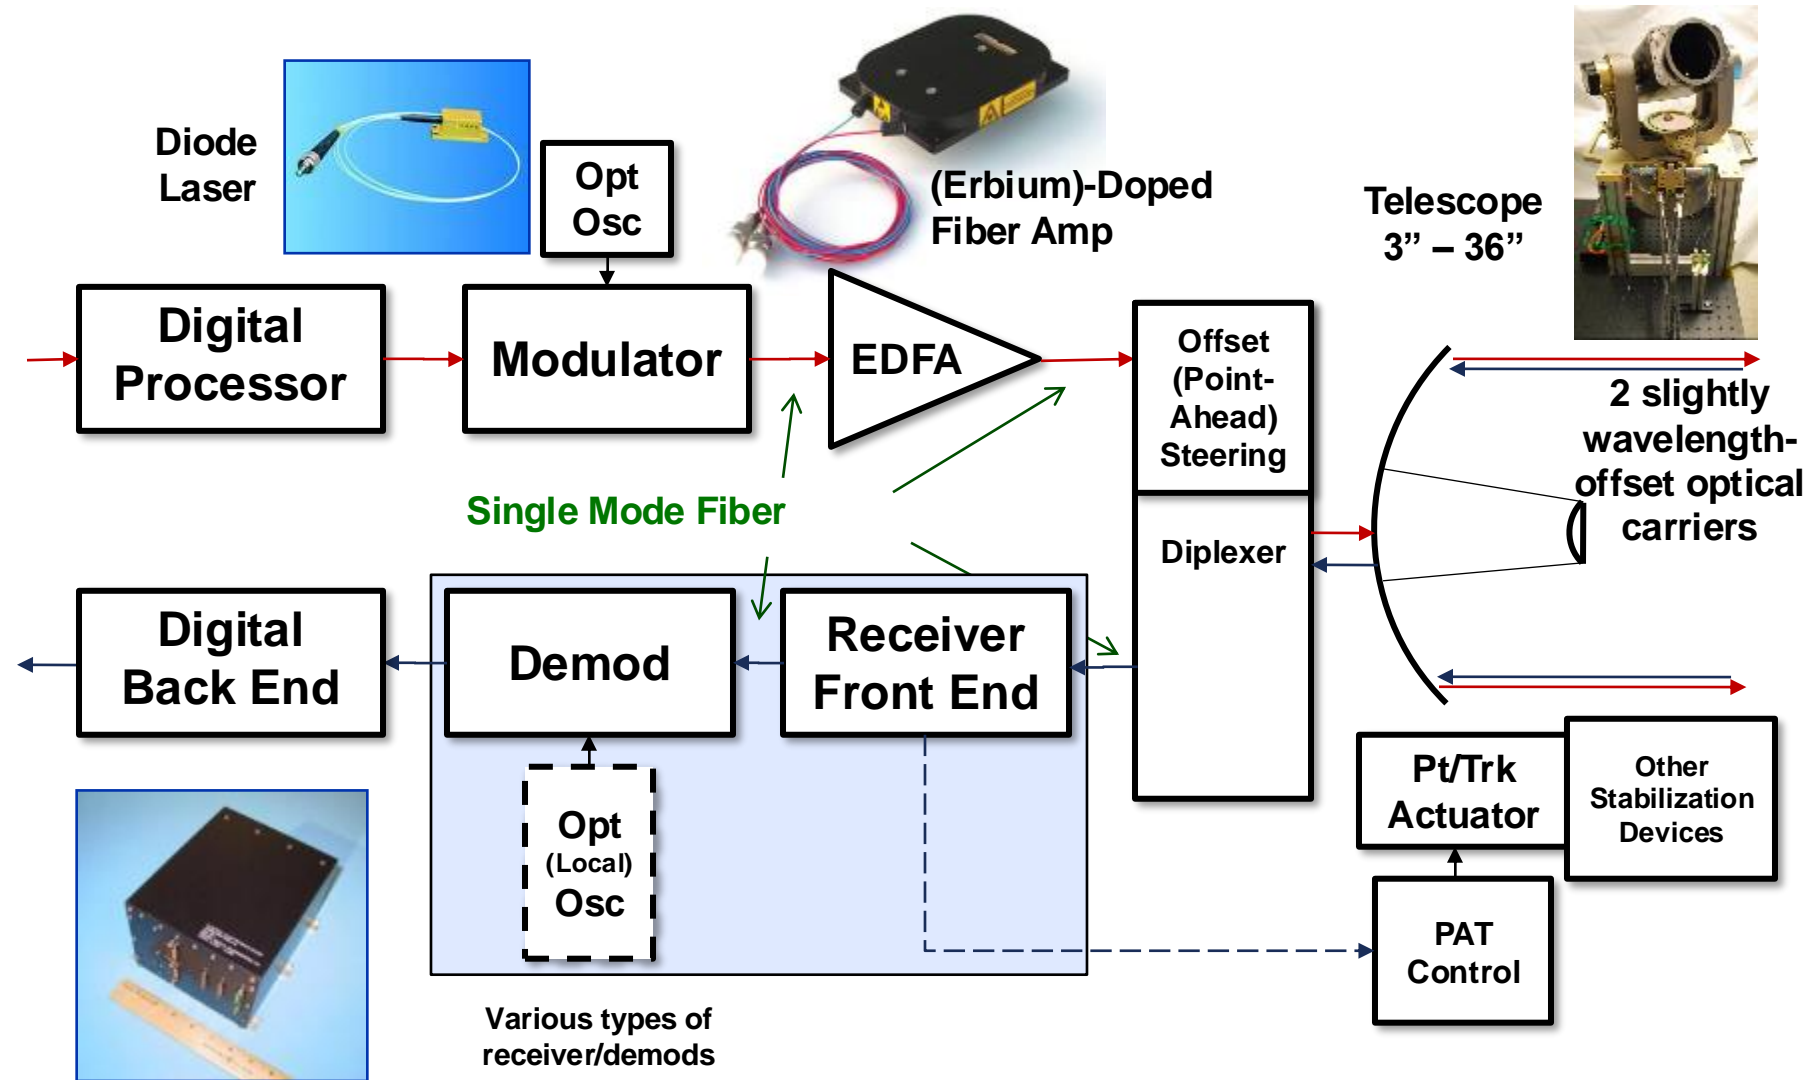 Diode
Laser
Opt
Osc
(Erbium)-Doped
Fiber Amp
Telescope
3” – 36”
Digital
Processor
Modulator
EDFA
Offset
(Point-
Ahead)
Steering
2 slightly
wavelength-
offset optical
carriers
Single Mode Fiber
Diplexer
Digital
Back End
Demod
Receiver
Front End
Opt
(Local)
Osc
Pt/Trk
Actuator
Other
Stabilization
Devices
PAT
Control
Various types of
receiver/demods